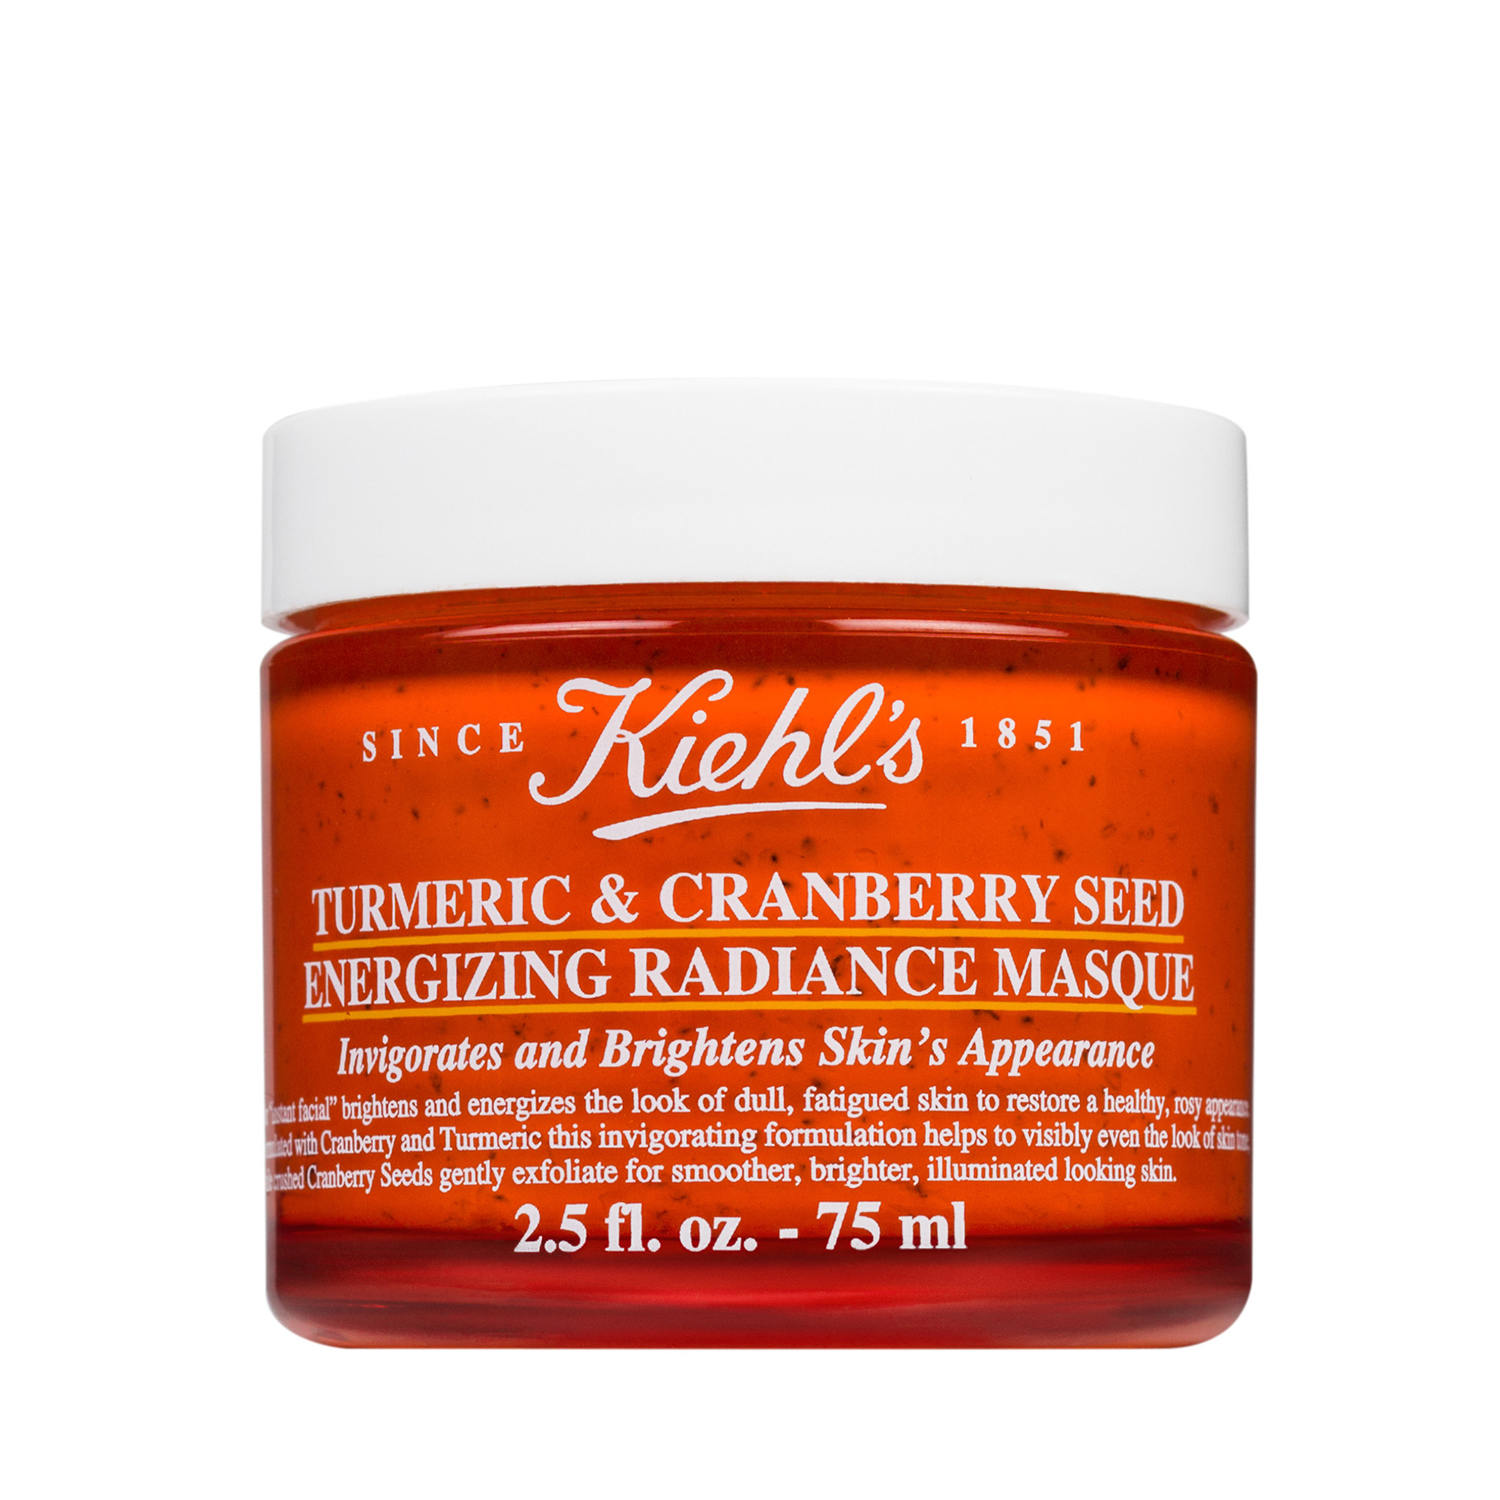 SINCE Kiehl's 1851
TURMERIC & CRANBERRY SEED
ENERGIZING RADIANCE MASQUE
Invigorates and Brightens Skin's Appearance
"instant facial" brightens and energizes the look of dull, fatigued skin to restore a healthy, rosy
with Cranberry and Turmeric this invigorating formulation helps to visibly even the look of skin
crushed Cranberry Seeds gently exfoliate for smoother, brighter, illuminated looking skin.
2.5 fl. oz. - 75 ml